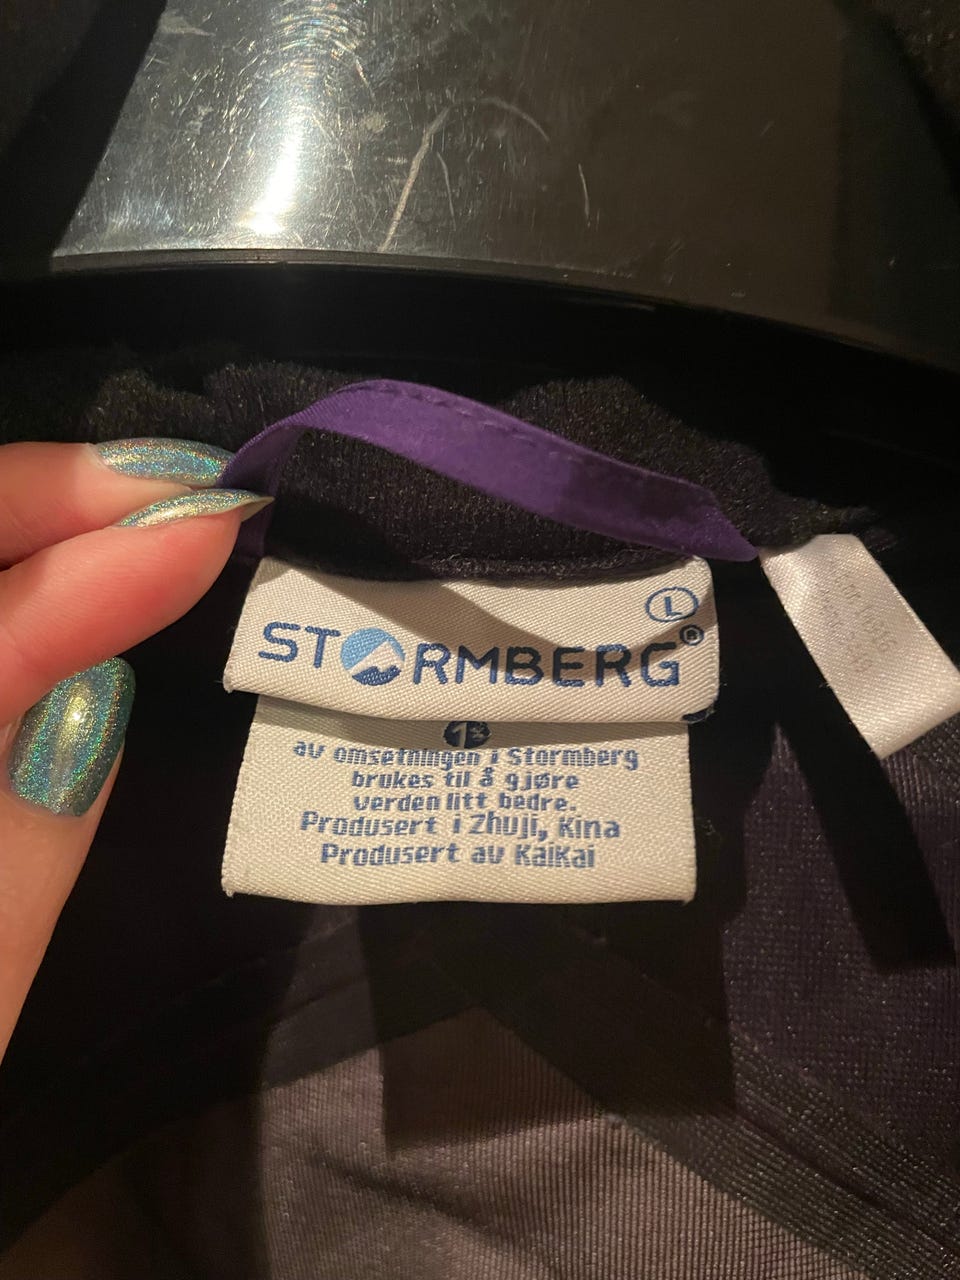 L
STORMBERG®
1%
av omsetningen i Stormberg
brukes til å gjøre
verden litt bedre.
Produsert i Zhuji, Kina
Produsert av KaiKai